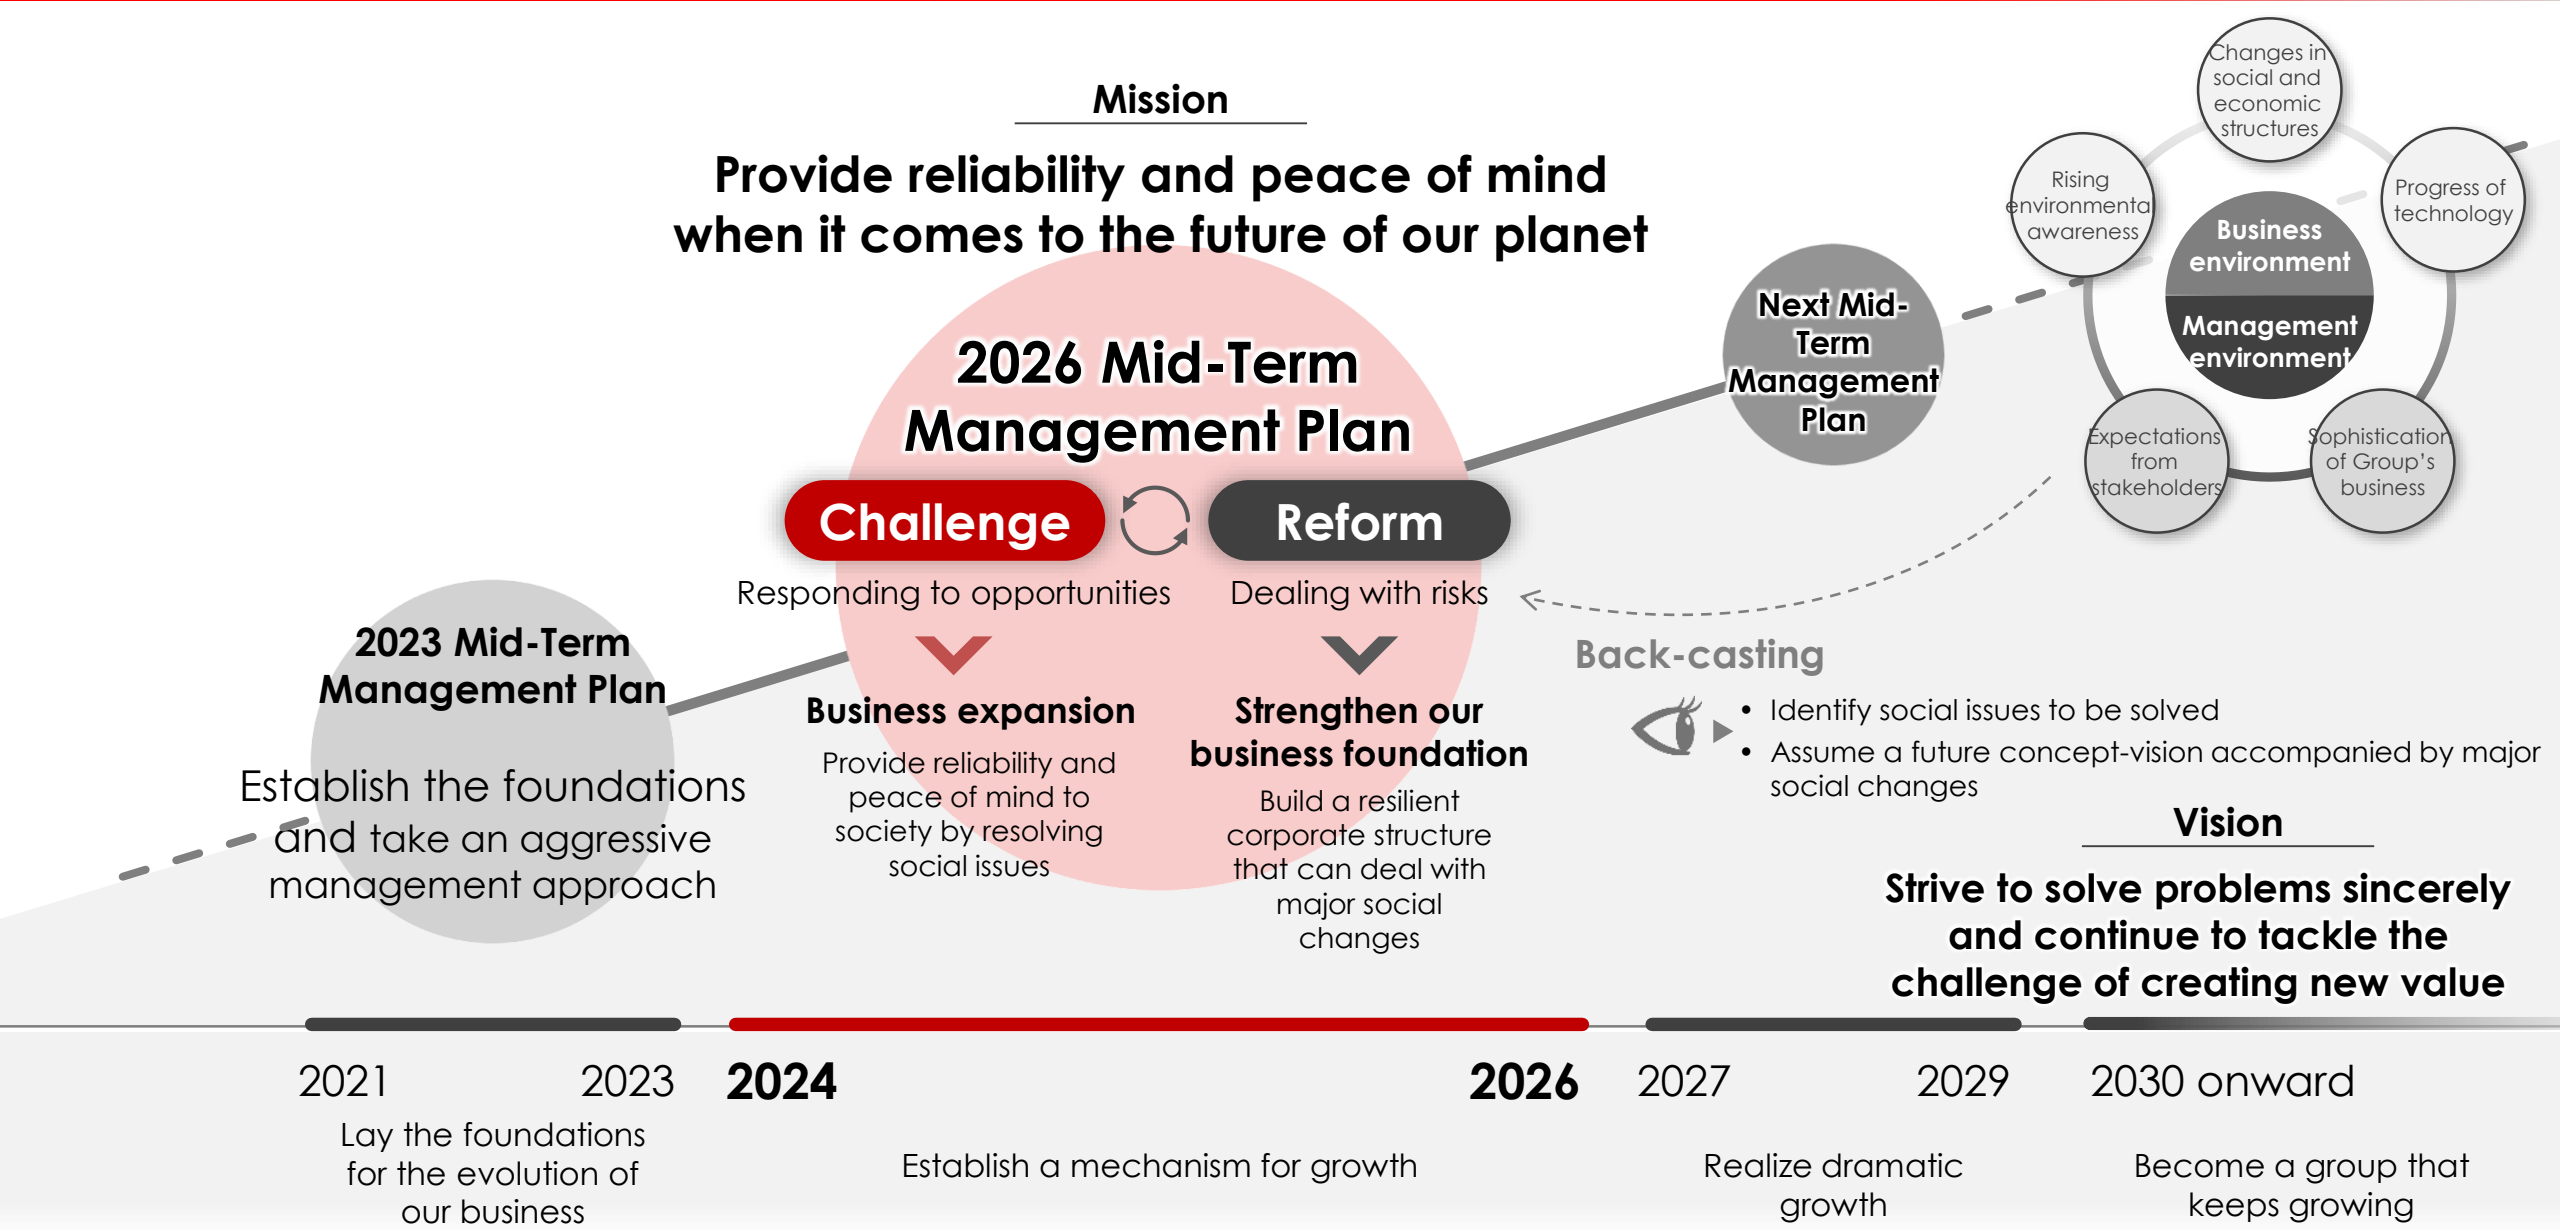 Mission
Provide reliability and peace of mind
when it comes to the future of our planet
Changes in
social and
economic
structures
Rising
environmental
awareness
Progress of
technology
Business
environment
Management
environment
Expectations
from
stakeholders
Sophistication
of Group's
business
Next Mid-
Term
Management
Plan
2026 Mid-Term
Management Plan
Challenge
Reform
Responding to opportunities
Dealing with risks
Business expansion
Provide reliability and
peace of mind to
society by resolving
social issues
Strengthen our
business foundation
Build a resilient
corporate structure
that can deal with
major social
changes
2023 Mid-Term
Management Plan
Establish the foundations
and take an aggressive
management approach
Back-casting
• Identify social issues to be solved
• Assume a future concept-vision accompanied by major
social changes
Vision
Strive to solve problems sincerely
and continue to tackle the
challenge of creating new value
2021
2023
2024
2026
2027
2029
2030 onward
Lay the foundations
for the evolution of
our business
Establish a mechanism for growth
Realize dramatic
growth
Become a group that
keeps growing